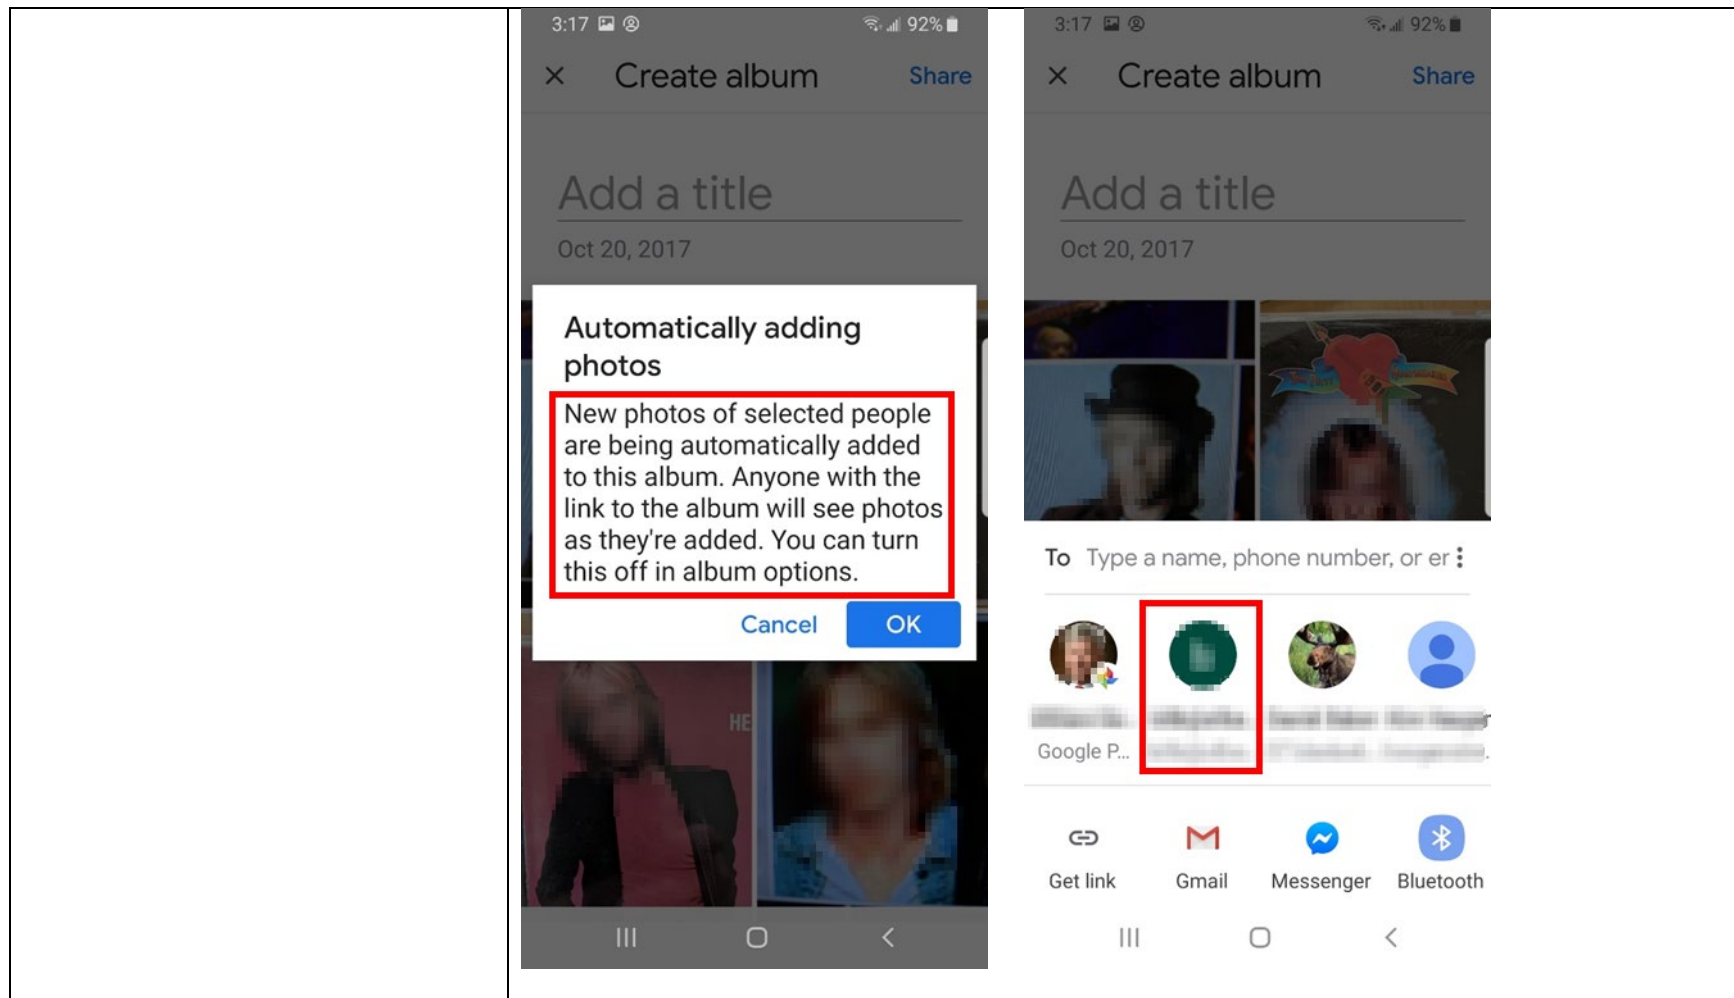 3:17 92%
Create album Share
Add a title
Oct 20, 2017
Automatically adding
photos
New photos of selected people
are being automatically added
to this album. Anyone with the
link to the album will see photos
as they're added. You can turn
this off in album options.
Cancel OK
HE
3:17 92%
Create album Share
Add a title
Oct 20, 2017
To Type a name, phone number, or er
Google P...
Get link Gmail Messenger Bluetooth